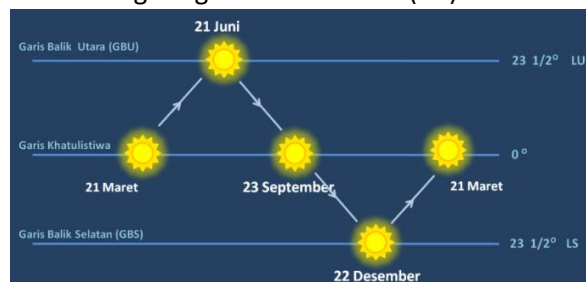 21 Juni
Garis Balik Utara (GBU)
23 1/2° LU
Garis Khatulistiwa
0°
21 Maret
23 September
21 Maret
Garis Balik Selatan (GBS)
23 1/2° LS
22 Desember